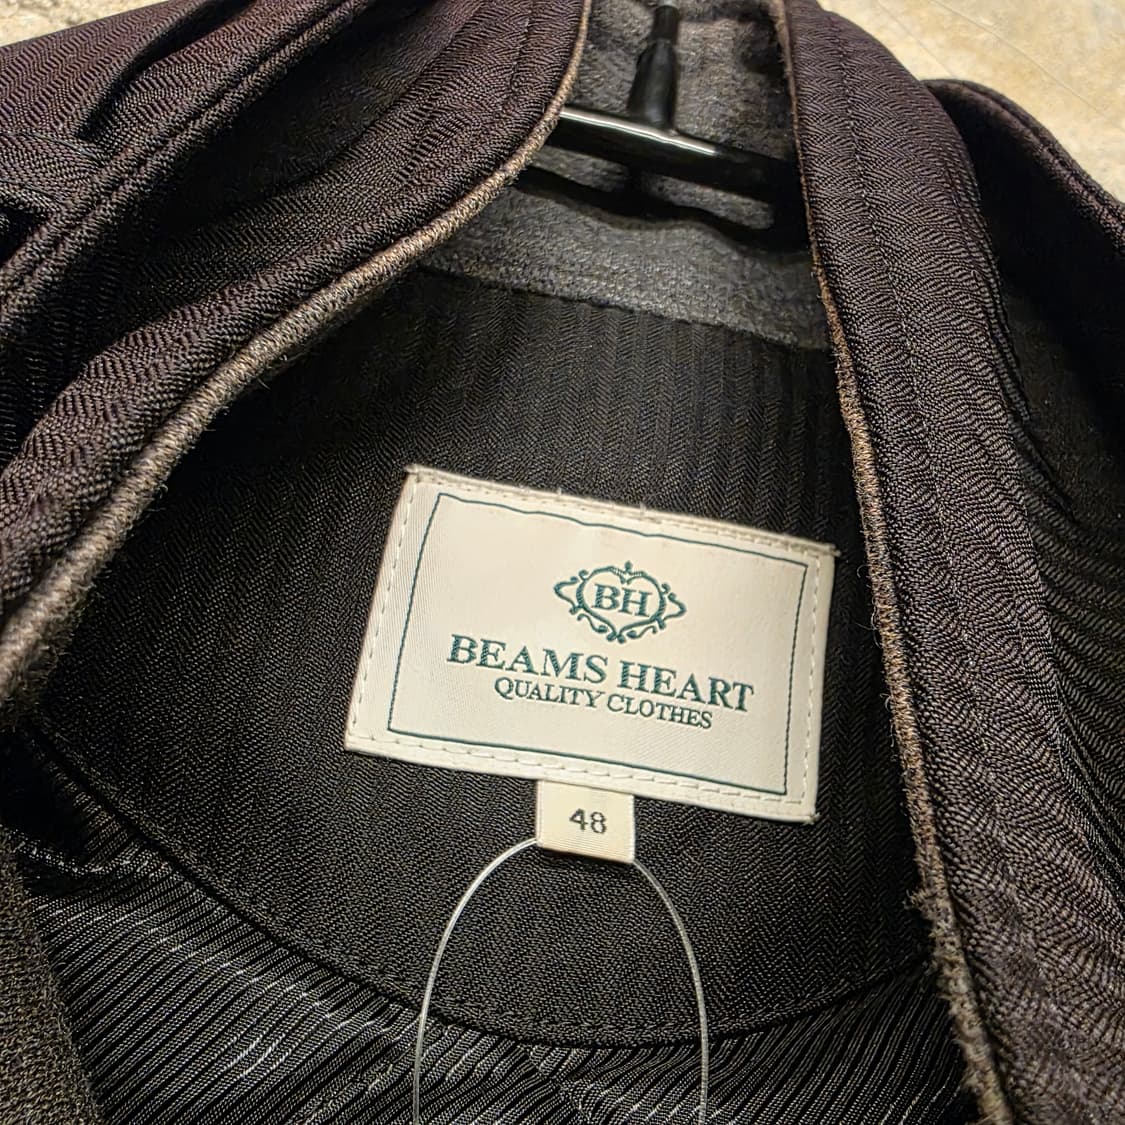 BH
BEAMS HEART
QUALITY CLOTHES
48